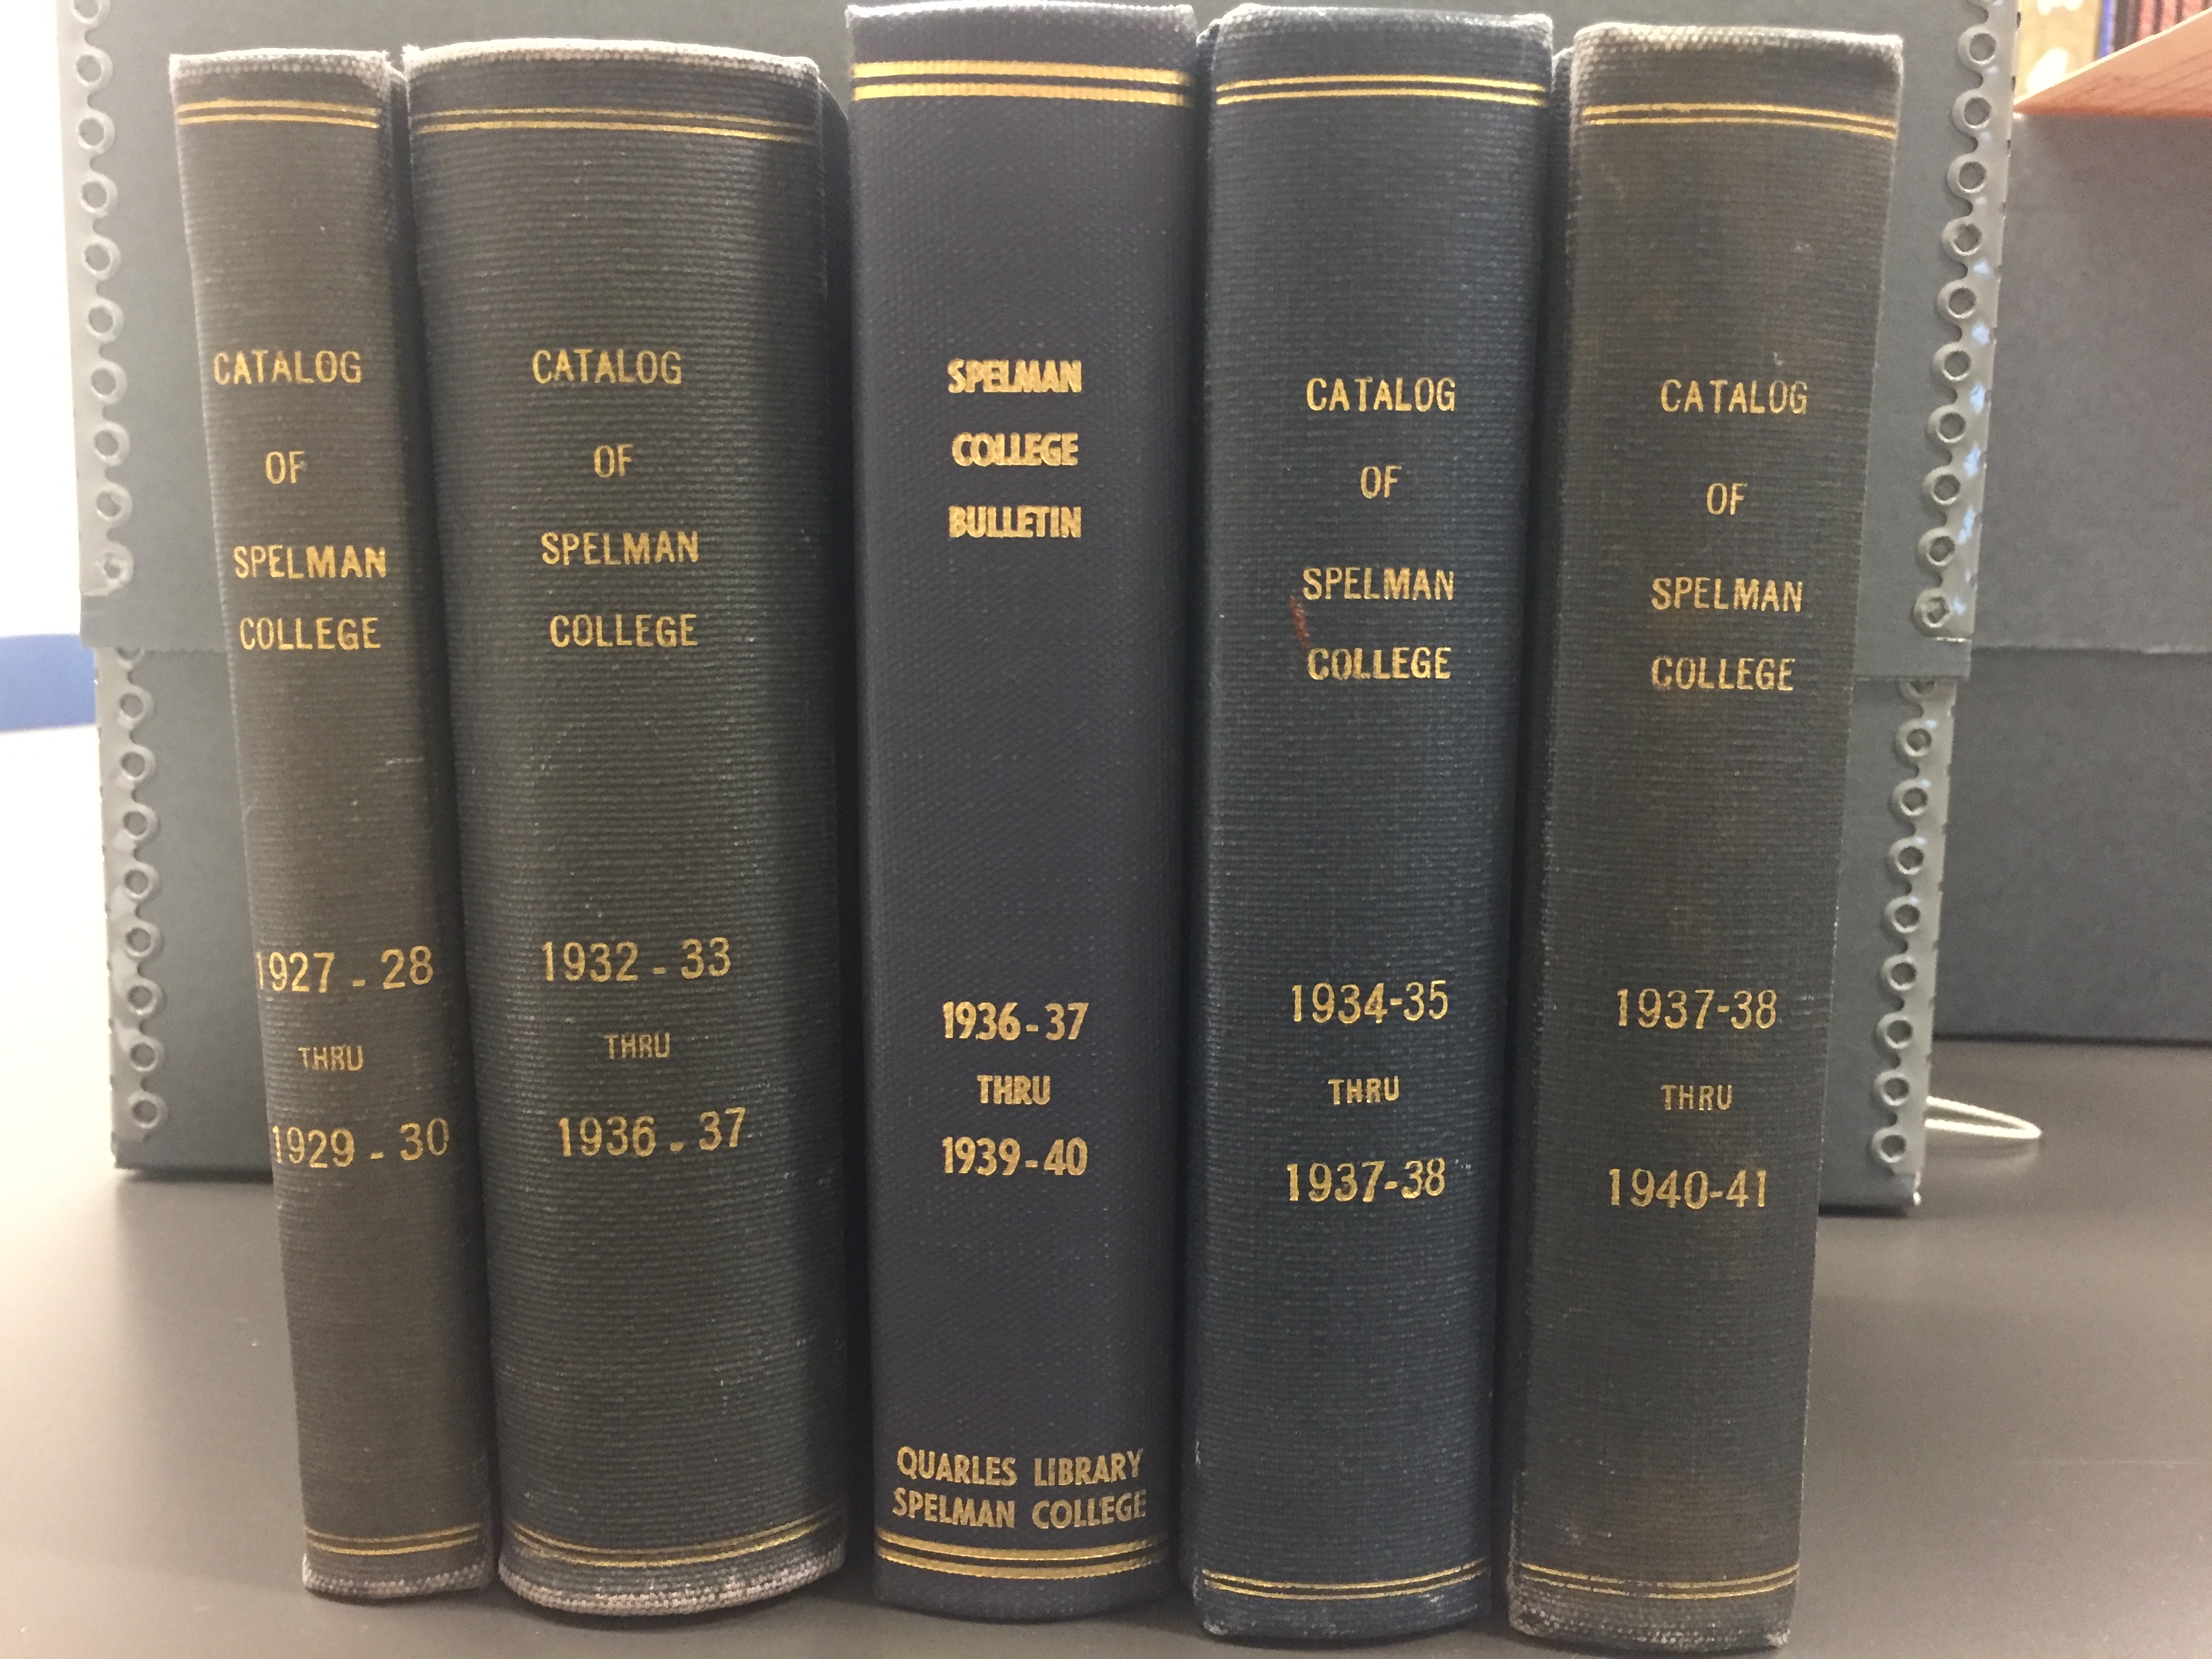 CATALOG
OF
SPELMAN
COLLEGE
1927-28
THRU
1929-30
CATALOG
OF
SPELMAN
COLLEGE
1932-33
THRU
1936-37
SPELMAN
COLLEGE
BULLETIN
1936-37
THRU
1939-40
QUARLES LIBRARY
SPELMAN COLLEGE
CATALOG
OF
SPELMAN
COLLEGE
1934-35
THRU
1937-38
CATALOG
OF
SPELMAN
COLLEGE
1937-38
THRU
1940-41